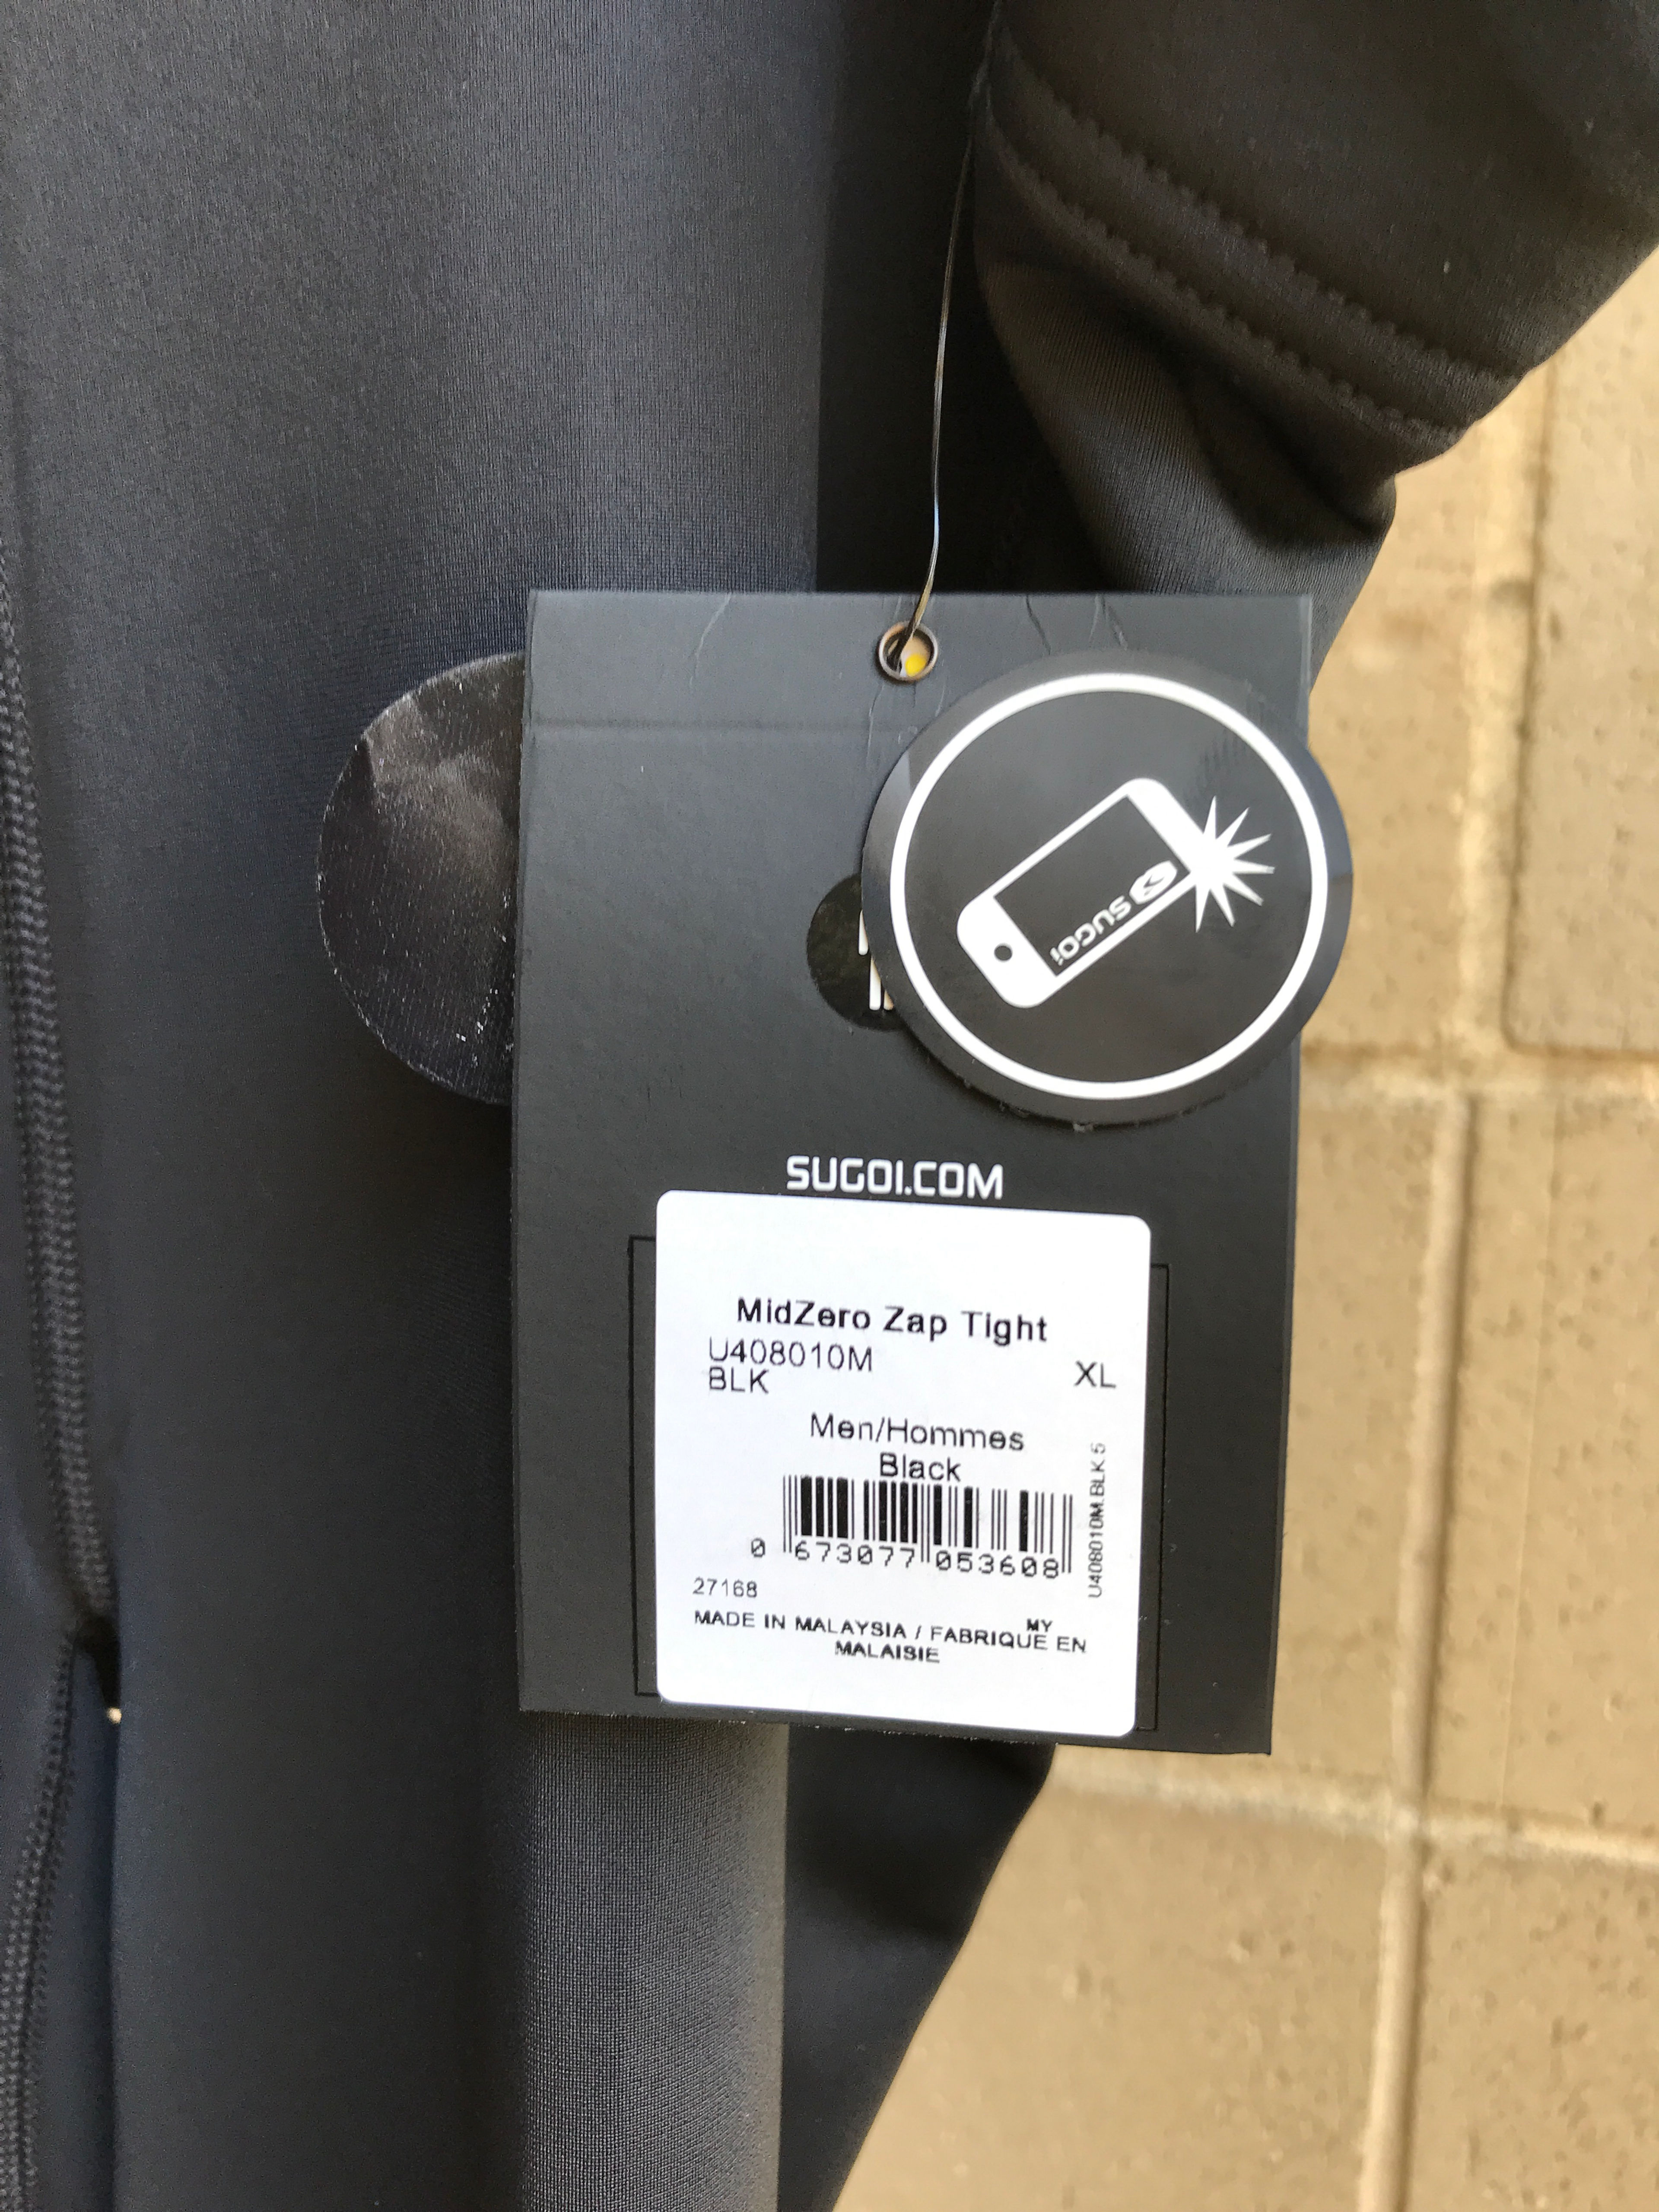 SUGOI
SUGOI.COM
MidZero Zap Tight
U408010M
BLK
XL
Men/Hommes
Black
0 673077 053608
U408010M.BLK.5
27168
MY
MADE IN MALAYSIA / FABRIQUE EN
MALAISIE